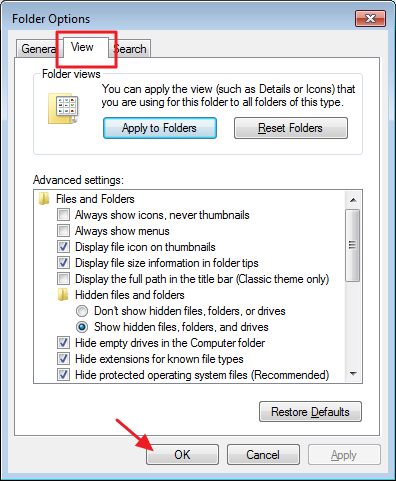 Folder Options
General
View
Search
Folder views
You can apply the view (such as Details or Icons) that
you are using for this folder to all folders of this type.
Apply to Folders
Reset Folders
Advanced settings:
Files and Folders
Always show icons, never thumbnails
Always show menus
Display file icon on thumbnails
Display file size information in folder tips
Display the full path in the title bar (Classic theme only)
Hidden files and folders
Don't show hidden files, folders, or drives
Show hidden files, folders, and drives
Hide empty drives in the Computer folder
Hide extensions for known file types
Hide protected operating system files (Recommended)
Restore Defaults
OK
Cancel
Apply